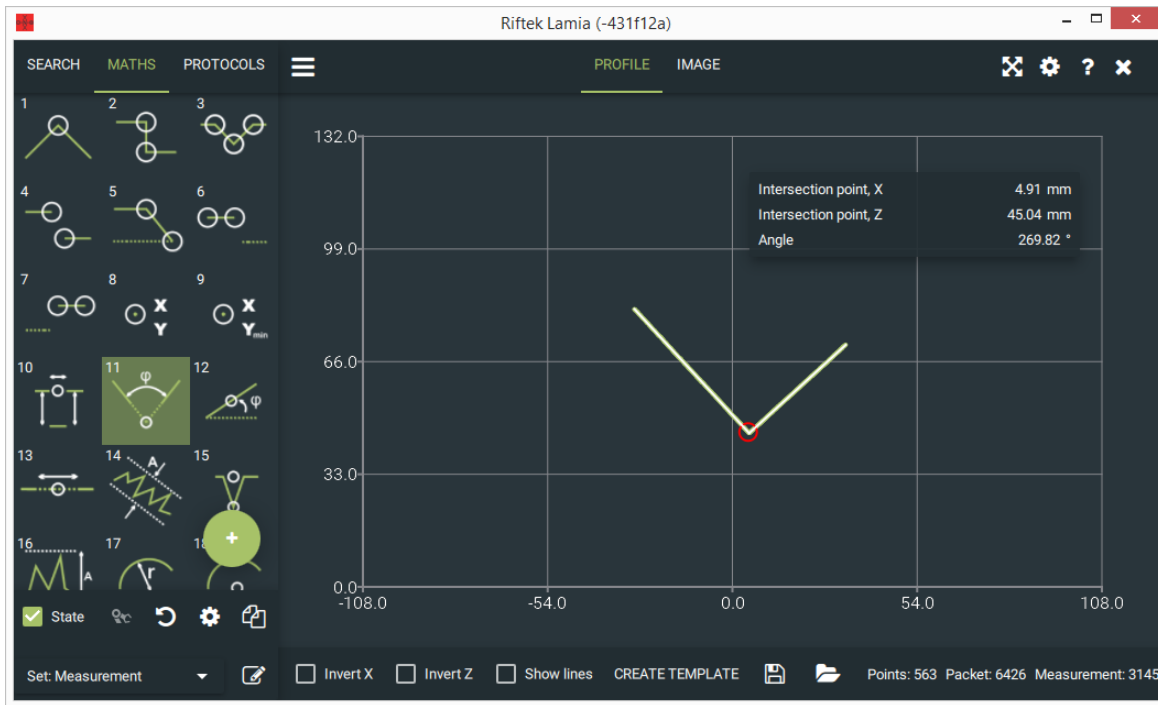 Riftek Lamia (-431f12a)
SEARCH MATHS PROTOCOLS PROFILE IMAGE ?
1 2 3
4 5 6
7 8 9
X Y X Ymin
10 11 12
φ φ
13 14 15
A
16 17 18
A r
+
132.0
99.0
66.0
33.0
0.0
-108.0 -54.0 0.0 54.0 108.0
Intersection point, X 4.91 mm
Intersection point, Z 45.04 mm
Angle 269.82 °
State
Set: Measurement
Invert X Invert Z Show lines CREATE TEMPLATE Points: 563 Packet: 6426 Measurement: 3145